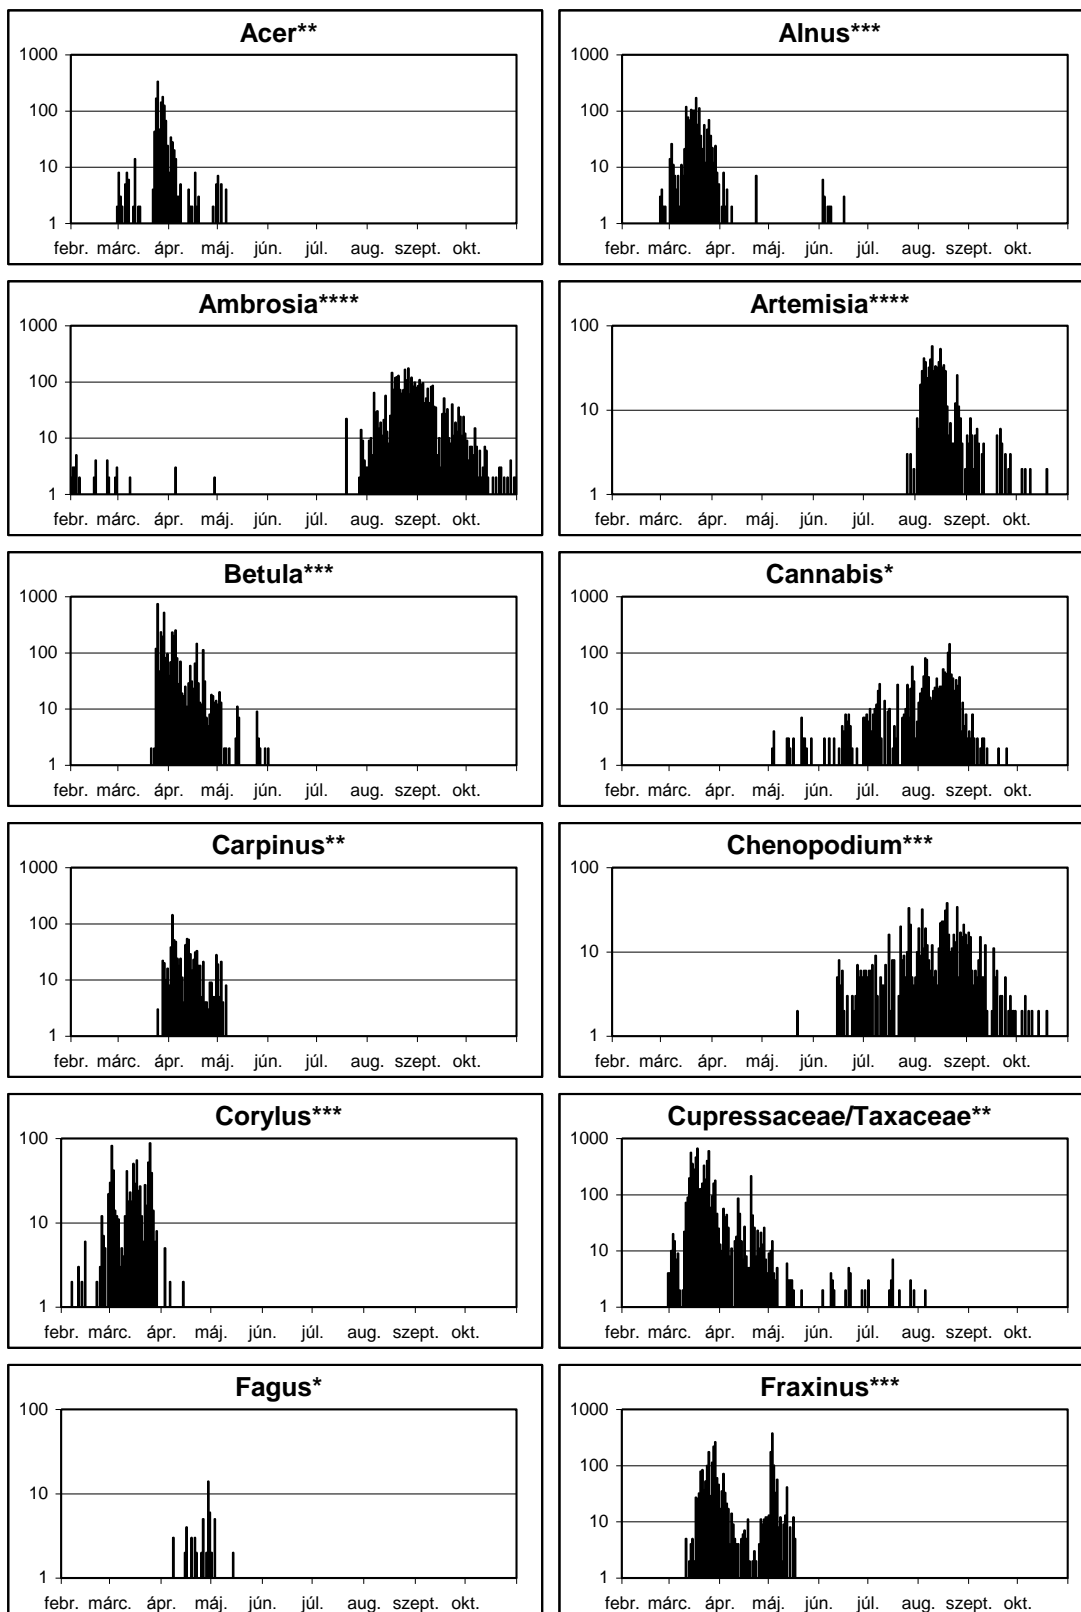 Acer**
1000
100
10
1
febr. márc. ápr. máj. jún. júl. aug. szept. okt.
Alnus***
1000
100
10
1
febr. márc. ápr. máj. jún. júl. aug. szept. okt.
Ambrosia****
1000
100
10
1
febr. márc. ápr. máj. jún. júl. aug. szept. okt.
Artemisia****
100
10
1
febr. márc. ápr. máj. jún. júl. aug. szept. okt.
Betula***
1000
100
10
1
febr. márc. ápr. máj. jún. júl. aug. szept. okt.
Cannabis*
1000
100
10
1
febr. márc. ápr. máj. jún. júl. aug. szept. okt.
Carpinus**
1000
100
10
1
febr. márc. ápr. máj. jún. júl. aug. szept. okt.
Chenopodium***
100
10
1
febr. márc. ápr. máj. jún. júl. aug. szept. okt.
Corylus***
100
10
1
febr. márc. ápr. máj. jún. júl. aug. szept. okt.
Cupressaceae/Taxaceae**
1000
100
10
1
febr. márc. ápr. máj. jún. júl. aug. szept. okt.
Fagus*
100
10
1
febr. márc. ápr. máj. jún. júl. aug. szept. okt.
Fraxinus***
1000
100
10
1
febr. márc. ápr. máj. jún. júl. aug. szept. okt.